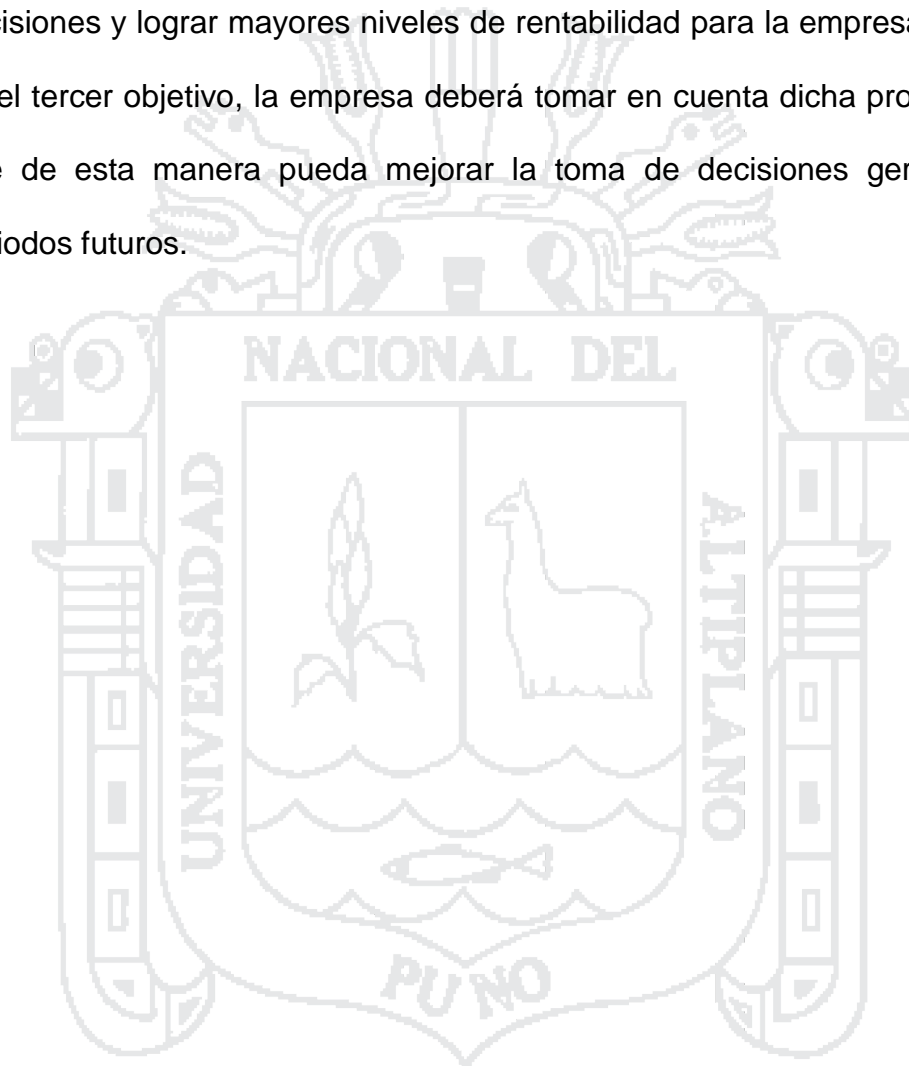 cisiones y lograr mayores niveles de rentabilidad para la empresa
el tercer objetivo, la empresa deberá tomar en cuenta dicha pro
e de esta manera pueda mejorar la toma de decisiones ger
iodos futuros.
NACIONAL DEL
UNIVERSIDAD
ALTIPLANO
PUNO